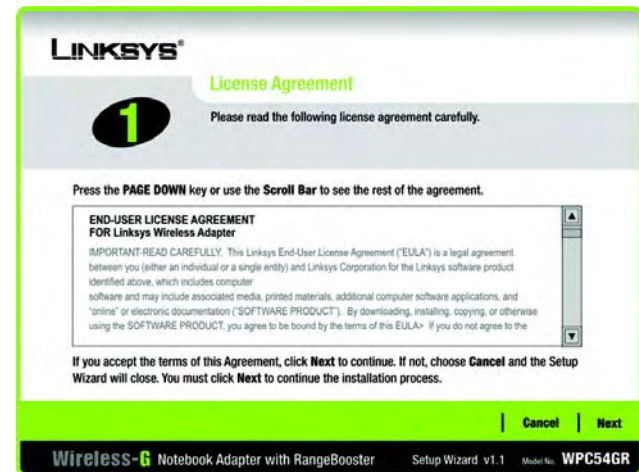 LINKSYS®
License Agreement
1
Please read the following license agreement carefully.
Press the PAGE DOWN key or use the Scroll Bar to see the rest of the agreement.
END-USER LICENSE AGREEMENT
FOR Linksys Wireless Adapter
IMPORTANT-READ CAREFULLY. This Linksys End-User License Agreement ("EULA") is a legal agreement
between you (either an individual or a single entity) and Linksys Corporation for the Linksys software product
identified above, which includes computer
software and may include associated media, printed materials, additional computer software applications, and
"online" or electronic documentation ("SOFTWARE PRODUCT"). By downloading, installing, copying, or otherwise
using the SOFTWARE PRODUCT, you agree to be bound by the terms of this EULA> If you do not agree to the
If you accept the terms of this Agreement, click Next to continue. If not, choose Cancel and the Setup
Wizard will close. You must click Next to continue the installation process.
Cancel | Next
Wireless-G Notebook Adapter with RangeBooster Setup Wizard v1.1 Model No. WPC54GR